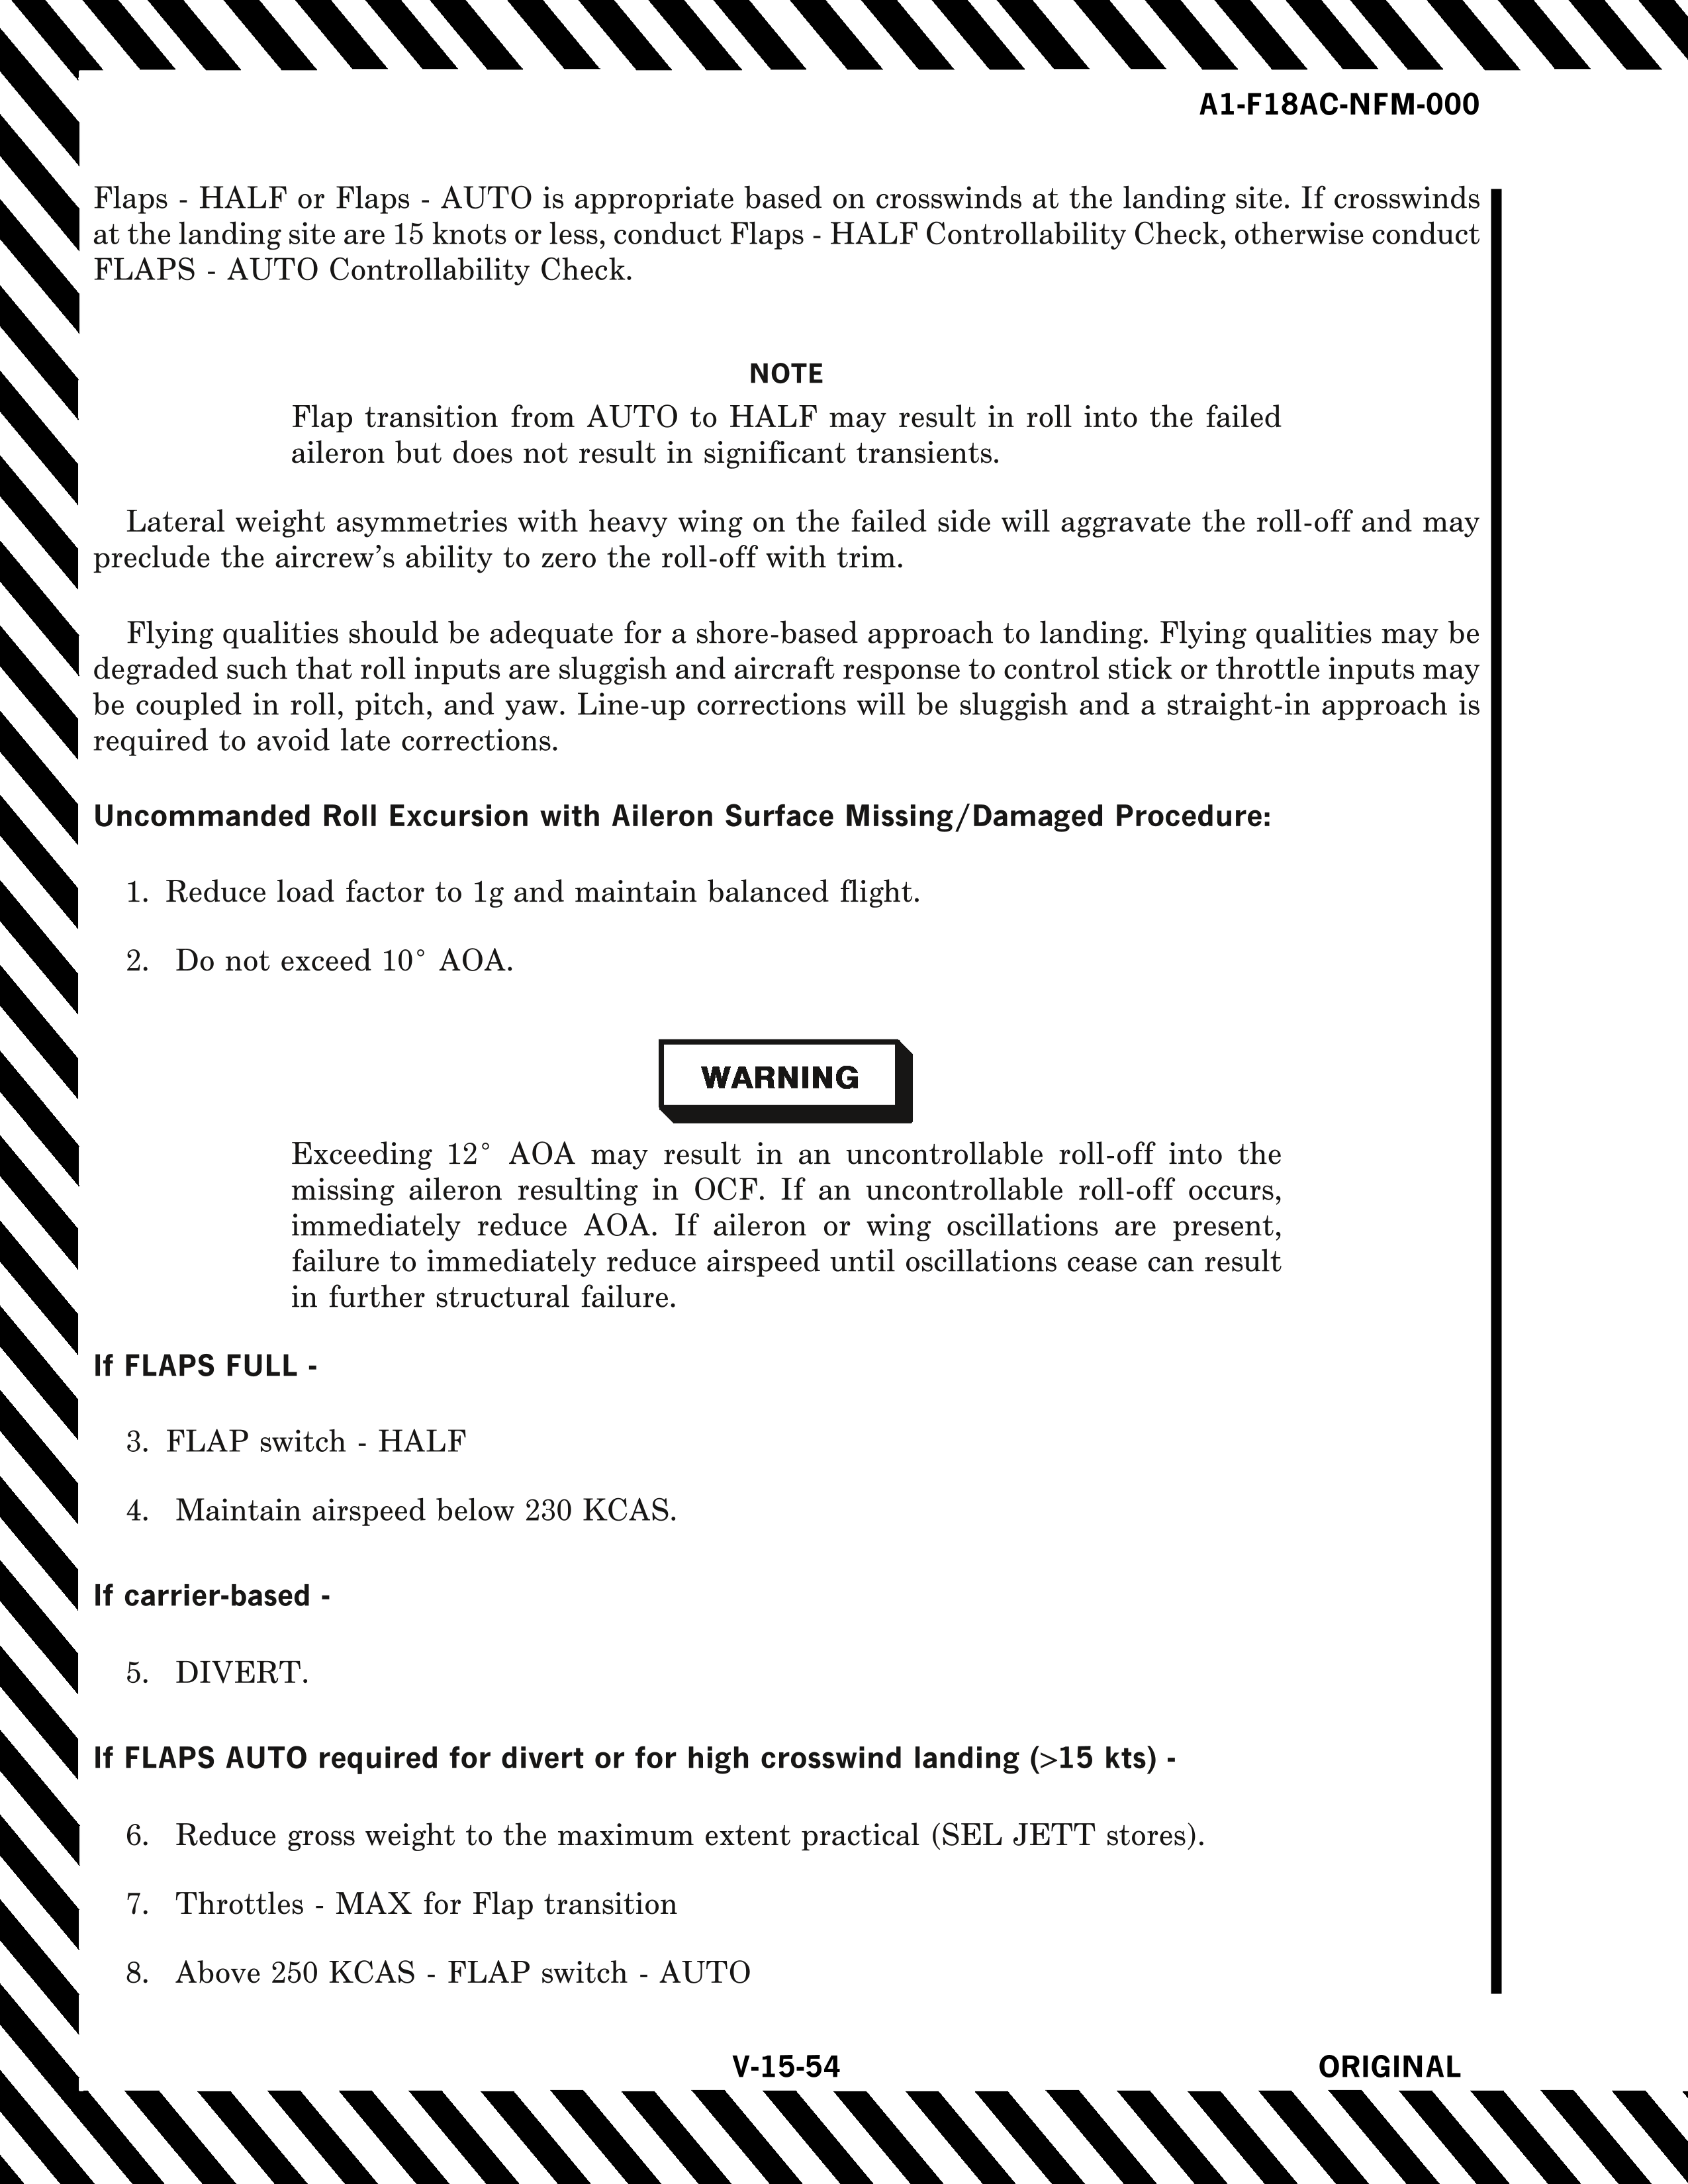 A1-F18AC-NFM-000
Flaps - HALF or Flaps - AUTO is appropriate based on crosswinds at the landing site. If crosswinds
at the landing site are 15 knots or less, conduct Flaps - HALF Controllability Check, otherwise conduct
FLAPS - AUTO Controllability Check.
NOTE
Flap transition from AUTO to HALF may result in roll into the failed
aileron but does not result in significant transients.
Lateral weight asymmetries with heavy wing on the failed side will aggravate the roll-off and may
preclude the aircrew's ability to zero the roll-off with trim.
Flying qualities should be adequate for a shore-based approach to landing. Flying qualities may be
degraded such that roll inputs are sluggish and aircraft response to control stick or throttle inputs may
be coupled in roll, pitch, and yaw. Line-up corrections will be sluggish and a straight-in approach is
required to avoid late corrections.
Uncommanded Roll Excursion with Aileron Surface Missing/Damaged Procedure:
1. Reduce load factor to 1g and maintain balanced flight.
2. Do not exceed 10° AOA.
WARNING
Exceeding 12° AOA may result in an uncontrollable roll-off into the
missing aileron resulting in OCF. If an uncontrollable roll-off occurs,
immediately reduce AOA. If aileron or wing oscillations are present,
failure to immediately reduce airspeed until oscillations cease can result
in further structural failure.
If FLAPS FULL -
3. FLAP switch - HALF
4. Maintain airspeed below 230 KCAS.
If carrier-based -
5. DIVERT.
If FLAPS AUTO required for divert or for high crosswind landing (>15 kts) -
6. Reduce gross weight to the maximum extent practical (SEL JETT stores).
7. Throttles - MAX for Flap transition
8. Above 250 KCAS - FLAP switch - AUTO
V-15-54
ORIGINAL